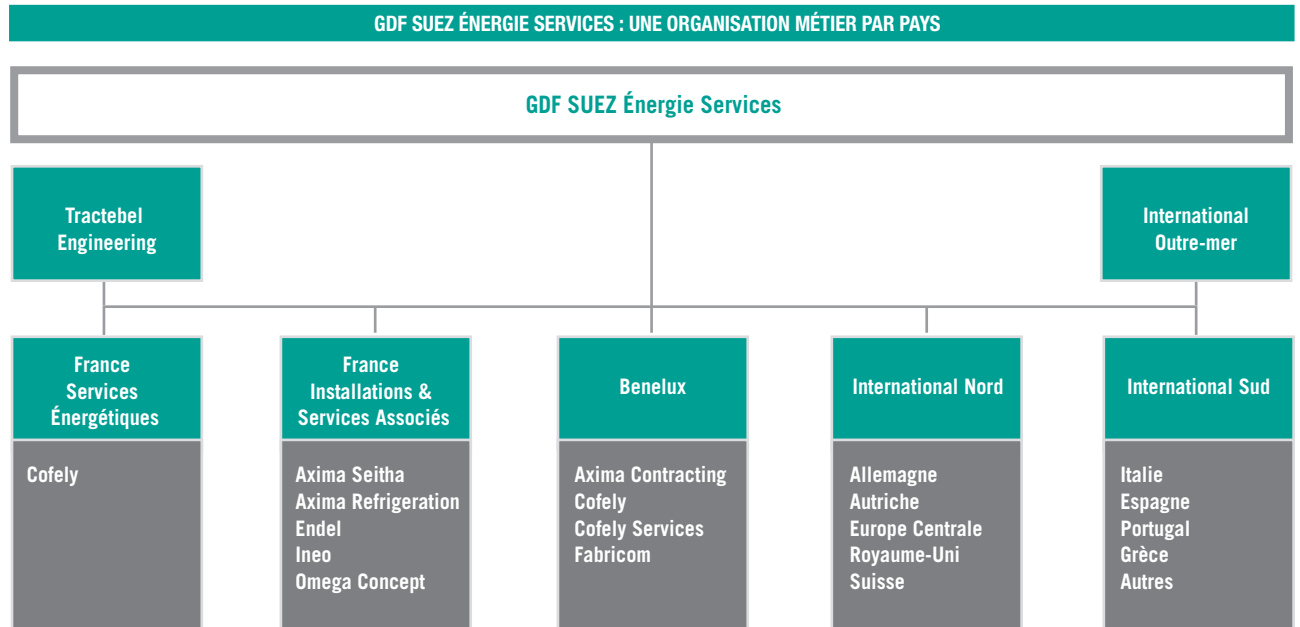 GDF SUEZ ÉNERGIE SERVICES : UNE ORGANISATION MÉTIER PAR PAYS
GDF SUEZ Énergie Services
Tractebel
Engineering
International
Outre-mer
France
Services
Énergétiques
Cofely
France
Installations &
Services Associés
Axima Seitha
Axima Refrigeration
Endel
Ineo
Omega Concept
Benelux
Axima Contracting
Cofely
Cofely Services
Fabricom
International Nord
Allemagne
Autriche
Europe Centrale
Royaume-Uni
Suisse
International Sud
Italie
Espagne
Portugal
Grèce
Autres